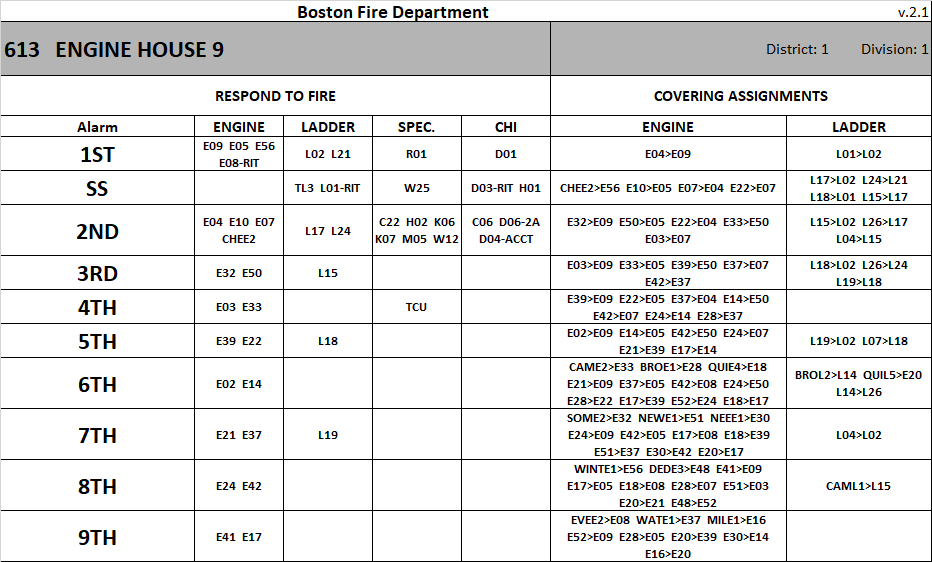 Boston Fire Department v.2.1
613 ENGINE HOUSE 9 District: 1 Division: 1
RESPOND TO FIRE COVERING ASSIGNMENTS
Alarm ENGINE LADDER SPEC. CHI ENGINE LADDER
1ST
E09 E05 E56
E08-RIT
L02 L21
R01
D01
E04>E09
L01>L02
SS
TL3 L01-RIT
W25
D03-RIT H01
CHEE2>E56 E10>E05 E07>E04 E22>E07
L17>L02 L24>L21
L18>L01 L15>L17
2ND
E04 E10 E07
CHEE2
L17 L24
C22 H02 K06
K07 M05 W12
C06 D06-2A
D04-ACCT
E32>E09 E50>E05 E22>E04 E33>E50
E03>E07
L15>L02 L26>L17
L04>L15
3RD
E32 E50
L15
E03>E09 E33>E05 E39>E50 E37>E07
E42>E37
L18>L02 L26>L24
L19>L18
4TH
E03 E33
TCU
E39>E09 E22>E05 E37>E04 E14>E50
E42>E07 E24>E14 E28>E37
5TH
E39 E22
L18
E02>E09 E14>E05 E42>E50 E24>E07
E21>E39 E17>E14
L19>L02 L07>L18
6TH
E02 E14
CAME2>E33 BROE1>E28 QUIE4>E18
E21>E09 E37>E05 E42>E08 E24>E50
E28>E22 E17>E39 E52>E24 E18>E17
BROL2>L14 QUIL5>E20
L14>L26
7TH
E21 E37
L19
SOME2>E32 NEWE1>E51 NEEE1>E30
E24>E09 E42>E05 E17>E08 E18>E39
E51>E37 E30>E42 E20>E17
L04>L02
8TH
E24 E42
WINTE1>E56 DEDE3>E48 E41>E09
E17>E05 E18>E08 E28>E07 E51>E03
E20>E21 E48>E52
CAML1>L15
9TH
E41 E17
EVEE2>E08 WATE1>E37 MILE1>E16
E52>E09 E28>E05 E20>E39 E30>E14
E16>E20